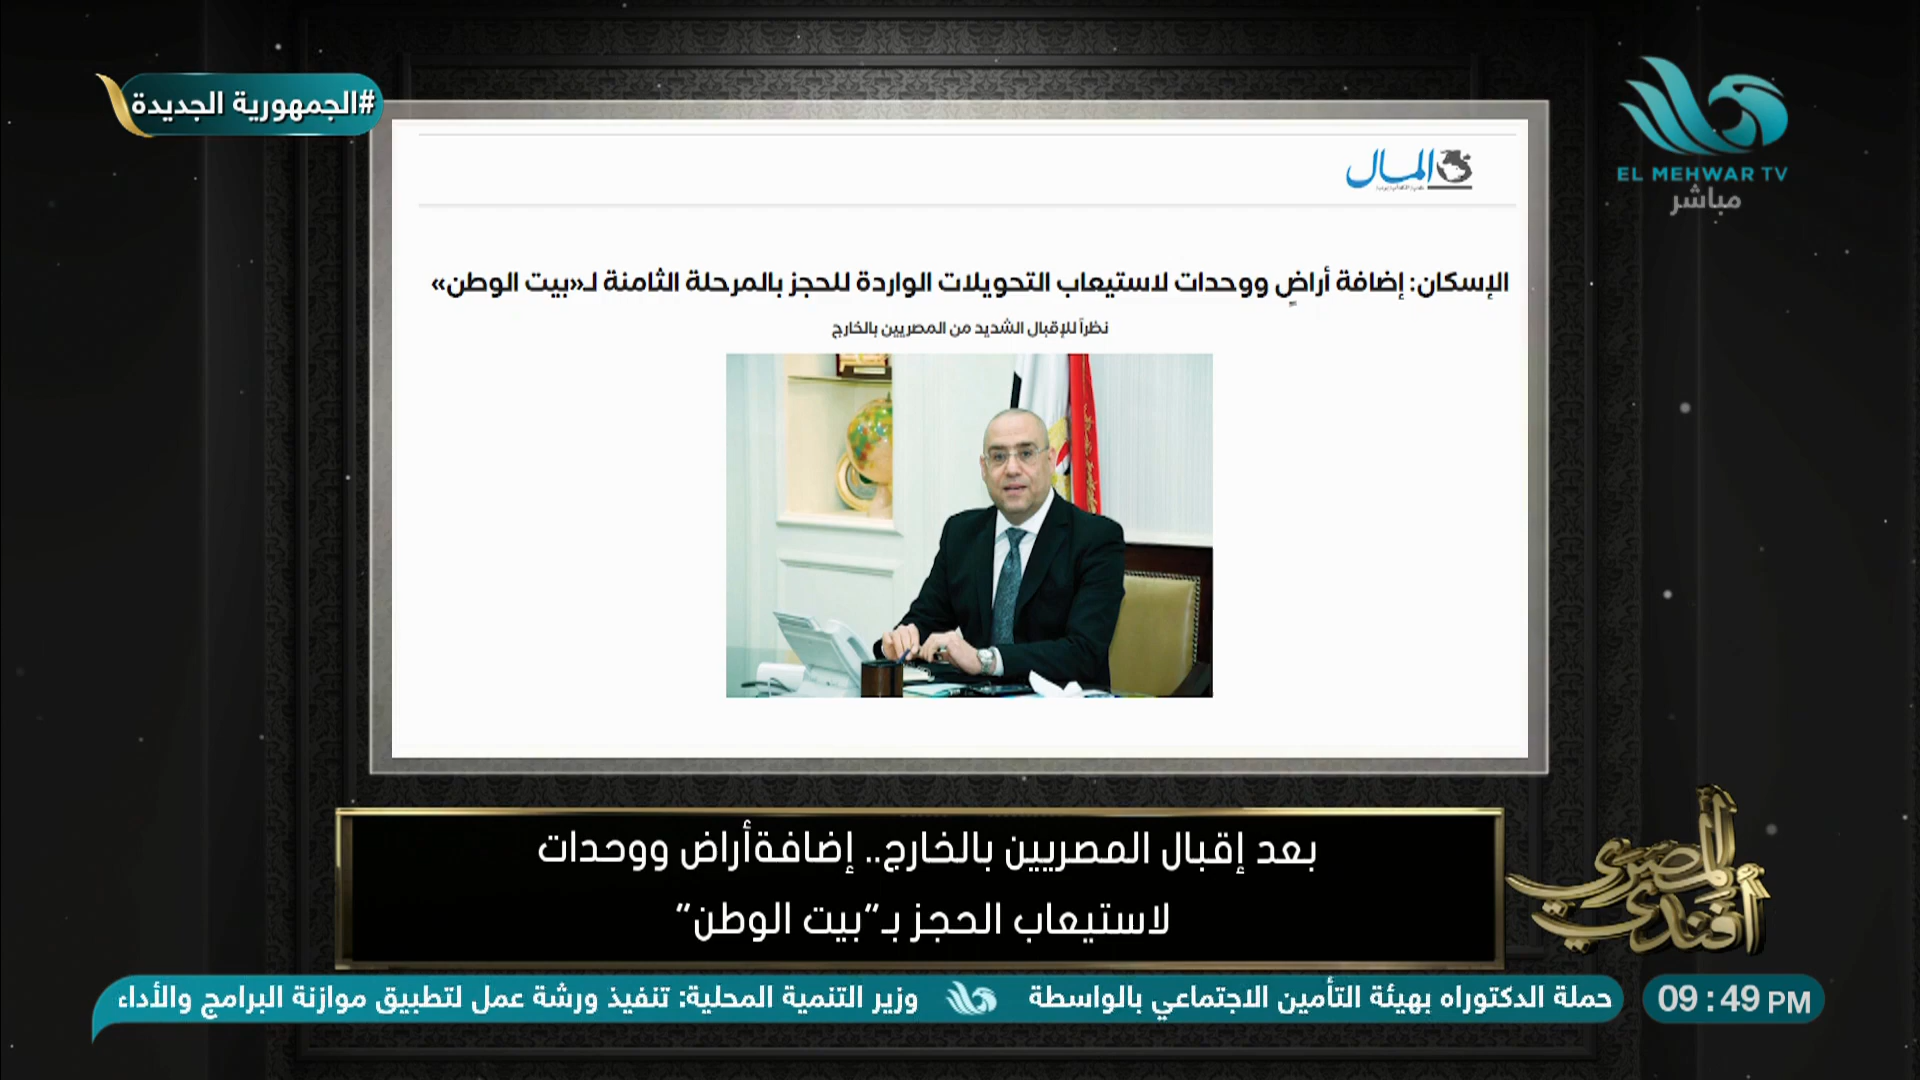 #الجمهورية الجديدة
EL MEHWAR TV
مباشر
المال
الإسكان: إضافة أراضٍ ووحدات لاستيعاب التحويلات الواردة للحجز بالمرحلة الثامنة لـ«بيت الوطن»
نظراً للإقبال الشديد من المصريين بالخارج
بعد إقبال المصريين بالخارج.. إضافةأراض ووحدات
لاستيعاب الحجز بـ”بيت الوطن”
المصري
أفندي
حملة الدكتوراه بهيئة التأمين الاجتماعي بالواسطة
وزير التنمية المحلية: تنفيذ ورشة عمل لتطبيق موازنة البرامج والأداء
09:49 PM